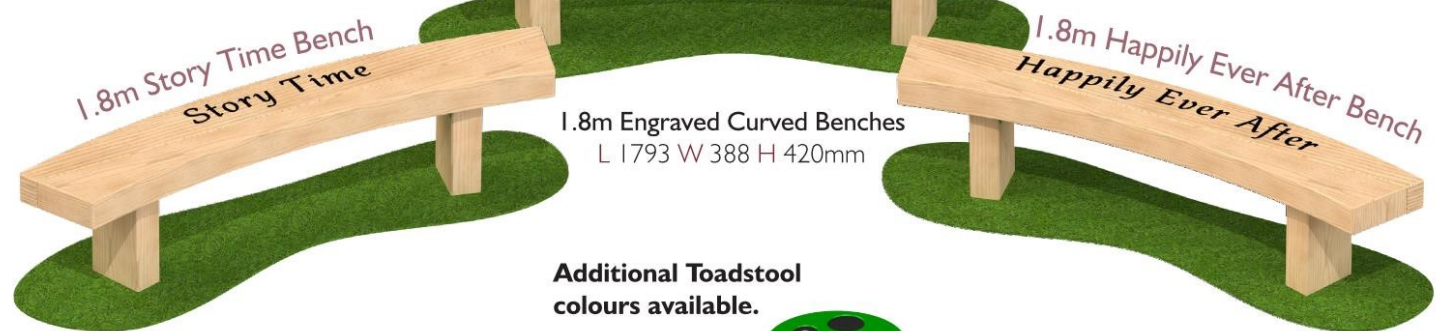 1.8m Story Time Bench
Story Time
1.8m Happily Ever After Bench
Happily Ever After
1.8m Engraved Curved Benches
L 1793 W 388 H 420mm
Additional Toadstool
colours available.